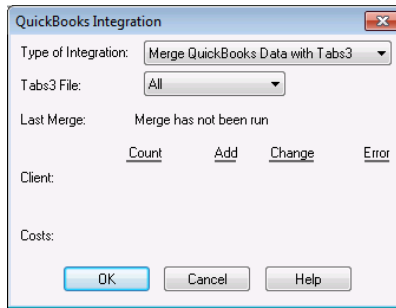 QuickBooks Integration
Type of Integration: Merge QuickBooks Data with Tabs3
Tabs3 File: All
Last Merge: Merge has not been run
Count Add Change Error
Client:
Costs:
OK Cancel Help